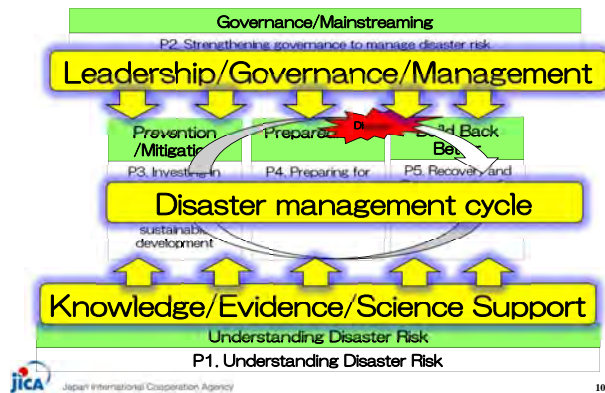 Governance/Mainstreaming
P2. Strengthening governance to manage disaster risk
Leadership/Governance/Management
Prevention
/Mitigation
P3. Investing in
sustainable
development
P4. Preparing for
Build Back
Better
P5. Recovery and
Disaster management cycle
Knowledge/Evidence/Science Support
Understanding Disaster Risk
P1. Understanding Disaster Risk
jICA
Japan International Cooperation Agency
10